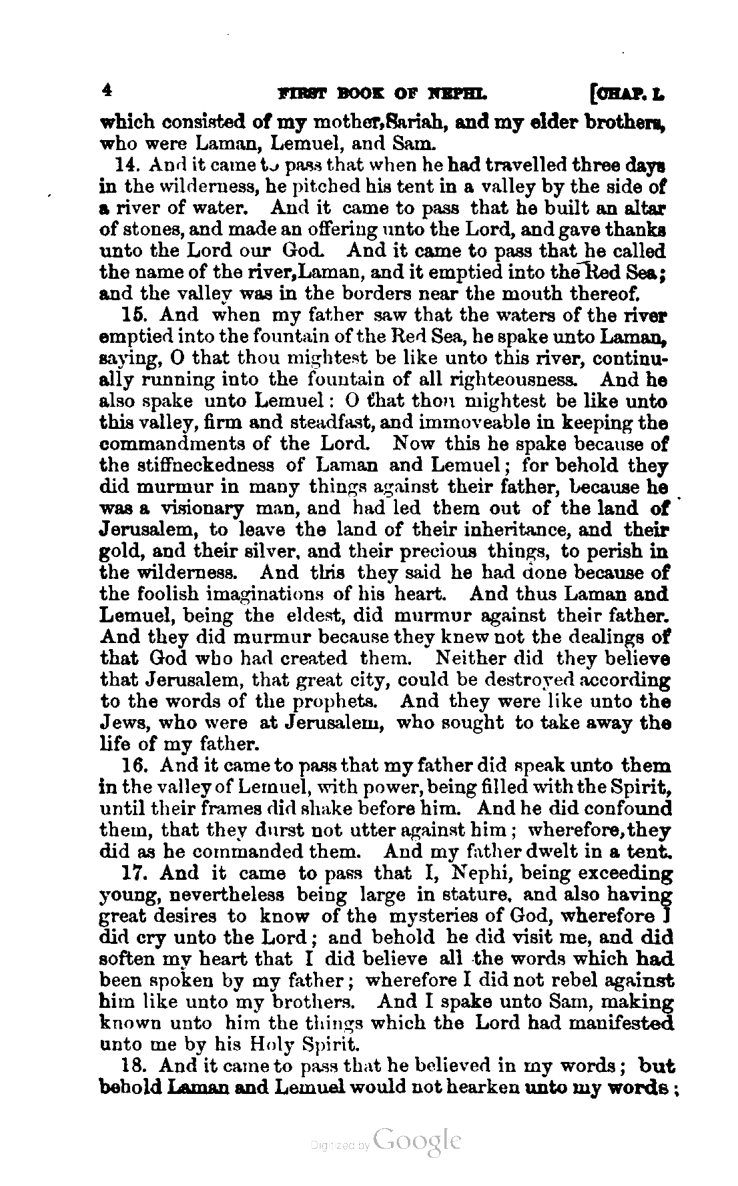 4 FIRST BOOK OF NEPHI. [CHAP. I.
which consisted of my mother, Sariah, and my elder brothers,
who were Laman, Lemuel, and Sam.
14. And it came to pass that when he had travelled three days
in the wilderness, he pitched his tent in a valley by the side of
a river of water. And it came to pass that he built an altar
of stones, and made an offering unto the Lord, and gave thanks
unto the Lord our God. And it came to pass that he called
the name of the river, Laman, and it emptied into the Red Sea;
and the valley was in the borders near the mouth thereof.
15. And when my father saw that the waters of the river
emptied into the fountain of the Red Sea, he spake unto Laman,
saying, O that thou mightest be like unto this river, continu-
ally running into the fountain of all righteousness. And he
also spake unto Lemuel: O that thou mightest be like unto
this valley, firm and steadfast, and immoveable in keeping the
commandments of the Lord. Now this he spake because of
the stiffneckedness of Laman and Lemuel; for behold they
did murmur in many things against their father, because he
was a visionary man, and had led them out of the land of
Jerusalem, to leave the land of their inheritance, and their
gold, and their silver, and their precious things, to perish in
the wilderness. And this they said he had done because of
the foolish imaginations of his heart. And thus Laman and
Lemuel, being the eldest, did murmur against their father.
And they did murmur because they knew not the dealings of
that God who had created them. Neither did they believe
that Jerusalem, that great city, could be destroyed according
to the words of the prophets. And they were like unto the
Jews, who were at Jerusalem, who sought to take away the
life of my father.
16. And it came to pass that my father did speak unto them
in the valley of Lemuel, with power, being filled with the Spirit,
until their frames did shake before him. And he did confound
them, that they durst not utter against him; wherefore, they
did as he commanded them. And my father dwelt in a tent.
17. And it came to pass that I, Nephi, being exceeding
young, nevertheless being large in stature, and also having
great desires to know of the mysteries of God, wherefore I
did cry unto the Lord; and behold he did visit me, and did
soften my heart that I did believe all the words which had
been spoken by my father; wherefore I did not rebel against
him like unto my brothers. And I spake unto Sam, making
known unto him the things which the Lord had manifested
unto me by his Holy Spirit.
18. And it came to pass that he believed in my words; but
behold Laman and Lemuel would not hearken unto my words;
Digitized by Google